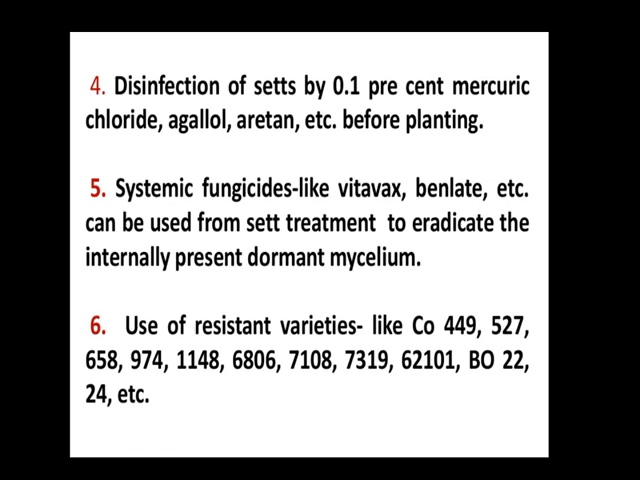 4. Disinfection of setts by 0.1 pre cent mercuric
chloride, agallol, aretan, etc. before planting.
5. Systemic fungicides-like vitavax, benlate, etc.
can be used from sett treatment to eradicate the
internally present dormant mycelium.
6. Use of resistant varieties- like Co 449, 527,
658, 974, 1148, 6806, 7108, 7319, 62101, BO 22,
24, etc.